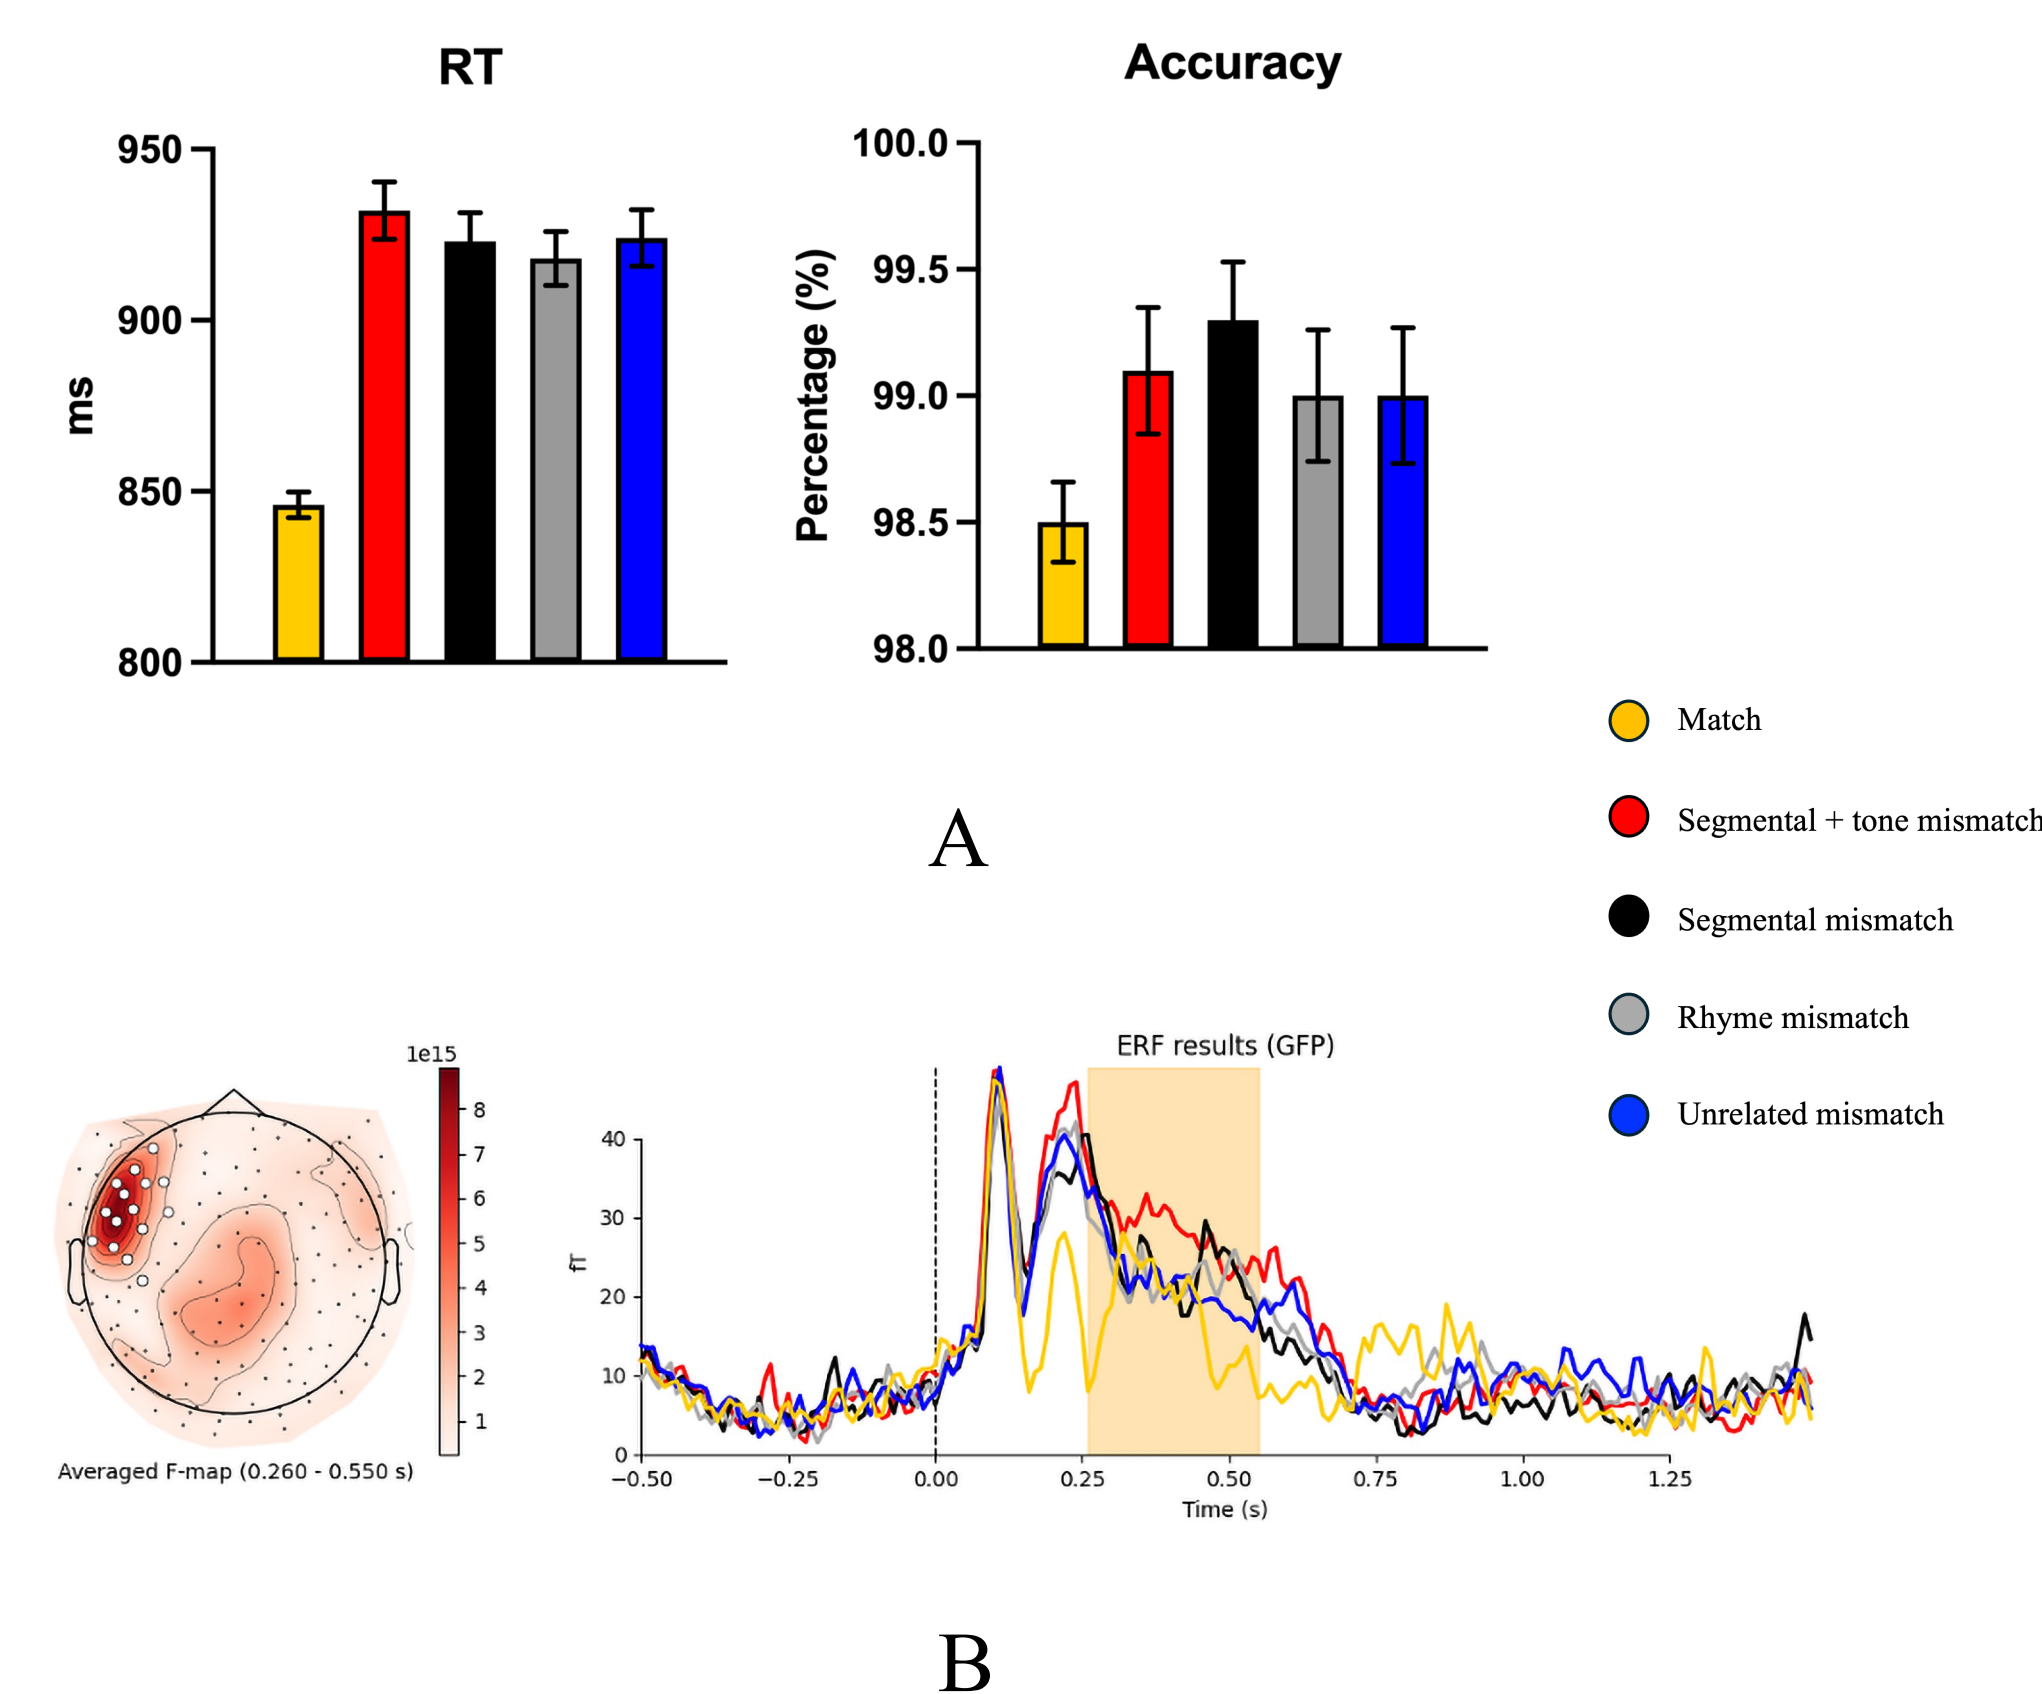 RT
950
900
850
800
ms
Accuracy
100.0
99.5
99.0
98.5
98.0
Percentage (%)
Match
Segmental + tone mismatch
Segmental mismatch
Rhyme mismatch
Unrelated mismatch
A
1e15
8
7
6
5
4
3
2
1
Averaged F-map (0.260 - 0.550 s)
ERF results (GFP)
40
30
20
10
0
fT
−0.50 −0.25 0.00 0.25 0.50 0.75 1.00 1.25
Time (s)
B